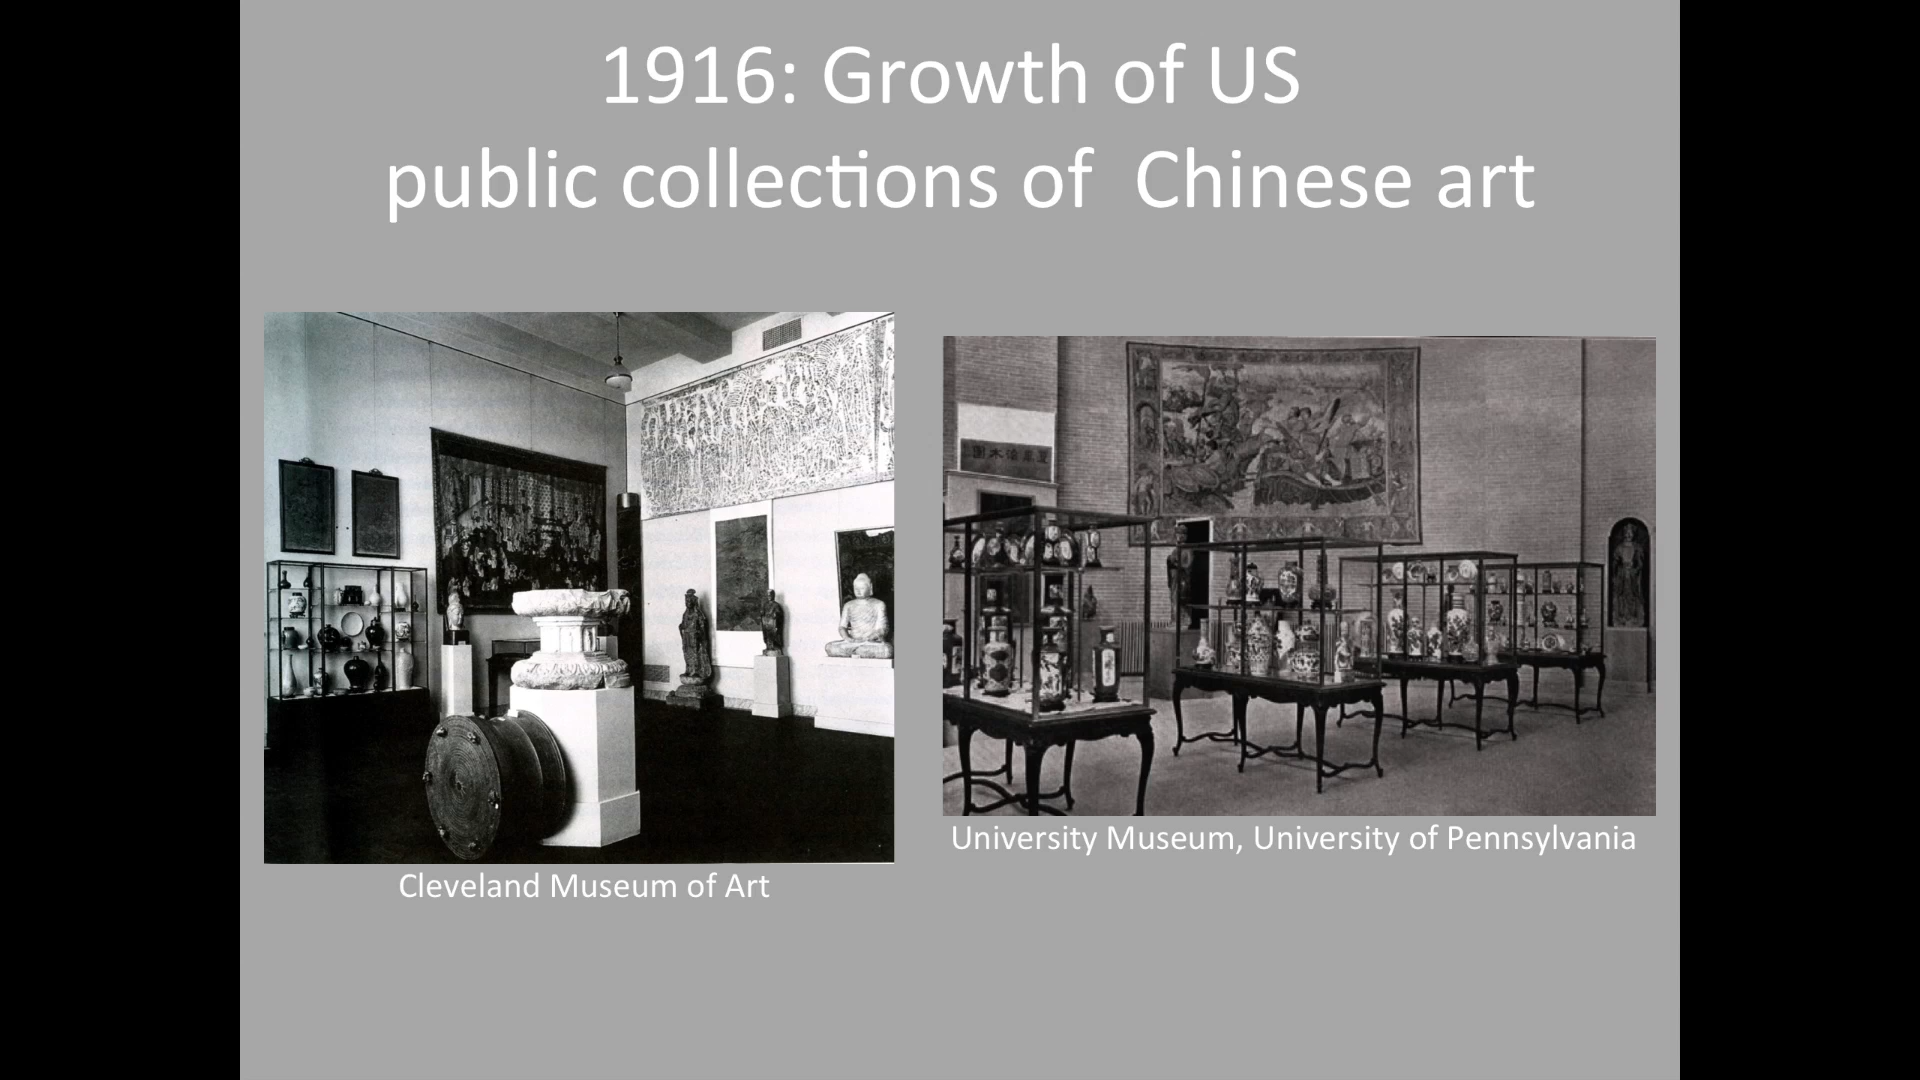 1916: Growth of US
public collections of  Chinese art
Cleveland Museum of Art
University Museum, University of Pennsylvania